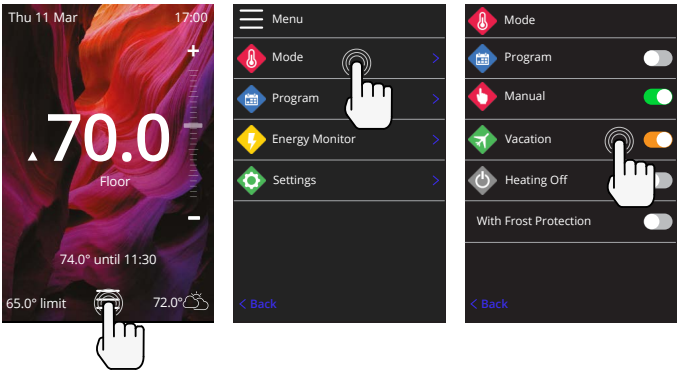 Thu 11 Mar 17:00
+
70.0
Floor
−
74.0° until 11:30
65.0° limit 72.0°
Menu
Mode >
Program >
Energy Monitor >
Settings >
< Back
Mode
Program
Manual
Vacation
Heating Off
With Frost Protection
< Back